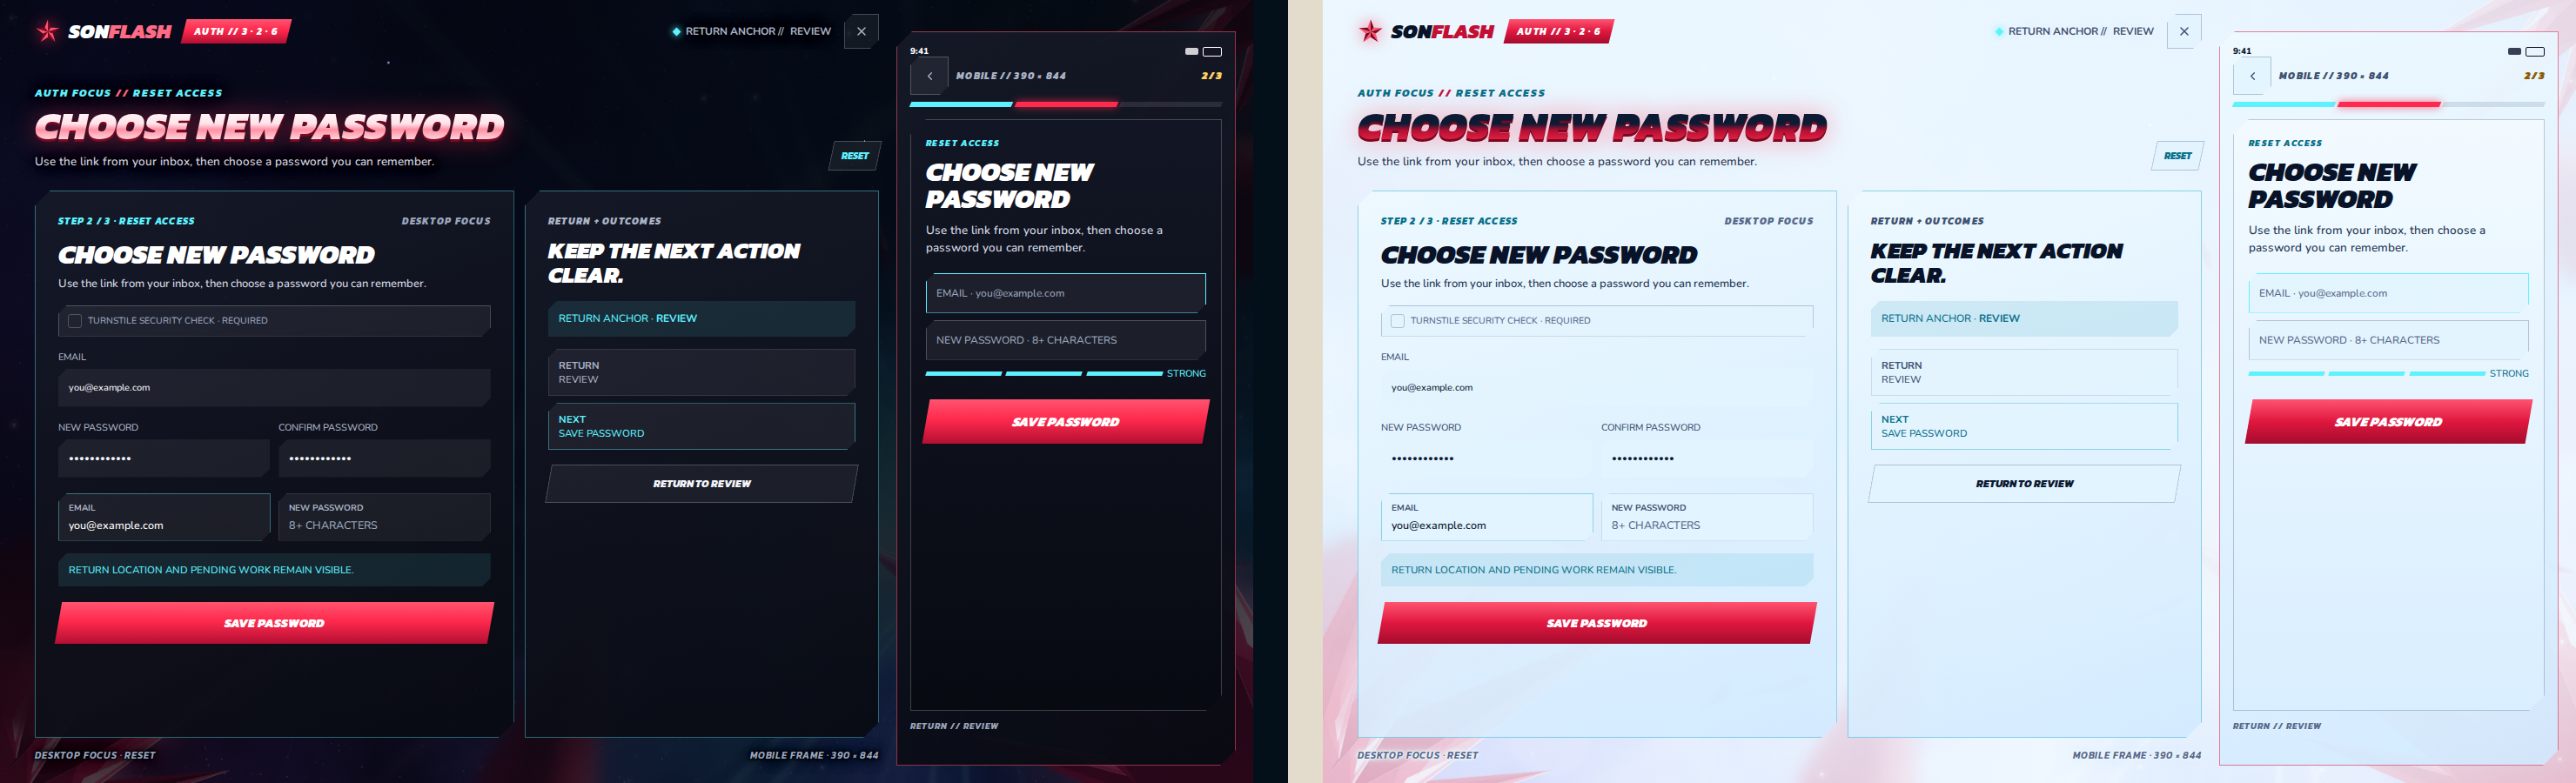 SONFLASH
AUTH // 3 · 2 · 6
RETURN ANCHOR // REVIEW
AUTH FOCUS // RESET ACCESS
CHOOSE NEW PASSWORD
Use the link from your inbox, then choose a password you can remember.
RESET
STEP 2 / 3 · RESET ACCESS
DESKTOP FOCUS
CHOOSE NEW PASSWORD
Use the link from your inbox, then choose a password you can remember.
TURNSTILE SECURITY CHECK · REQUIRED
EMAIL
you@example.com
NEW PASSWORD
CONFIRM PASSWORD
••••••••••••
••••••••••••
EMAIL
you@example.com
NEW PASSWORD
8+ CHARACTERS
RETURN LOCATION AND PENDING WORK REMAIN VISIBLE.
SAVE PASSWORD
RETURN + OUTCOMES
KEEP THE NEXT ACTION
CLEAR.
RETURN ANCHOR · REVIEW
RETURN
REVIEW
NEXT
SAVE PASSWORD
RETURN TO REVIEW
DESKTOP FOCUS · RESET
MOBILE FRAME · 390 × 844
9:41
MOBILE // 390 × 844
2/3
RESET ACCESS
CHOOSE NEW
PASSWORD
Use the link from your inbox, then choose a
password you can remember.
EMAIL · you@example.com
NEW PASSWORD · 8+ CHARACTERS
STRONG
SAVE PASSWORD
RETURN // REVIEW
SONFLASH
AUTH // 3 · 2 · 6
RETURN ANCHOR // REVIEW
AUTH FOCUS // RESET ACCESS
CHOOSE NEW PASSWORD
Use the link from your inbox, then choose a password you can remember.
RESET
STEP 2 / 3 · RESET ACCESS
DESKTOP FOCUS
CHOOSE NEW PASSWORD
Use the link from your inbox, then choose a password you can remember.
TURNSTILE SECURITY CHECK · REQUIRED
EMAIL
you@example.com
NEW PASSWORD
CONFIRM PASSWORD
••••••••••••
••••••••••••
EMAIL
you@example.com
NEW PASSWORD
8+ CHARACTERS
RETURN LOCATION AND PENDING WORK REMAIN VISIBLE.
SAVE PASSWORD
RETURN + OUTCOMES
KEEP THE NEXT ACTION
CLEAR.
RETURN ANCHOR · REVIEW
RETURN
REVIEW
NEXT
SAVE PASSWORD
RETURN TO REVIEW
DESKTOP FOCUS · RESET
MOBILE FRAME · 390 × 844
9:41
MOBILE // 390 × 844
2/3
RESET ACCESS
CHOOSE NEW
PASSWORD
Use the link from your inbox, then choose a
password you can remember.
EMAIL · you@example.com
NEW PASSWORD · 8+ CHARACTERS
STRONG
SAVE PASSWORD
RETURN // REVIEW